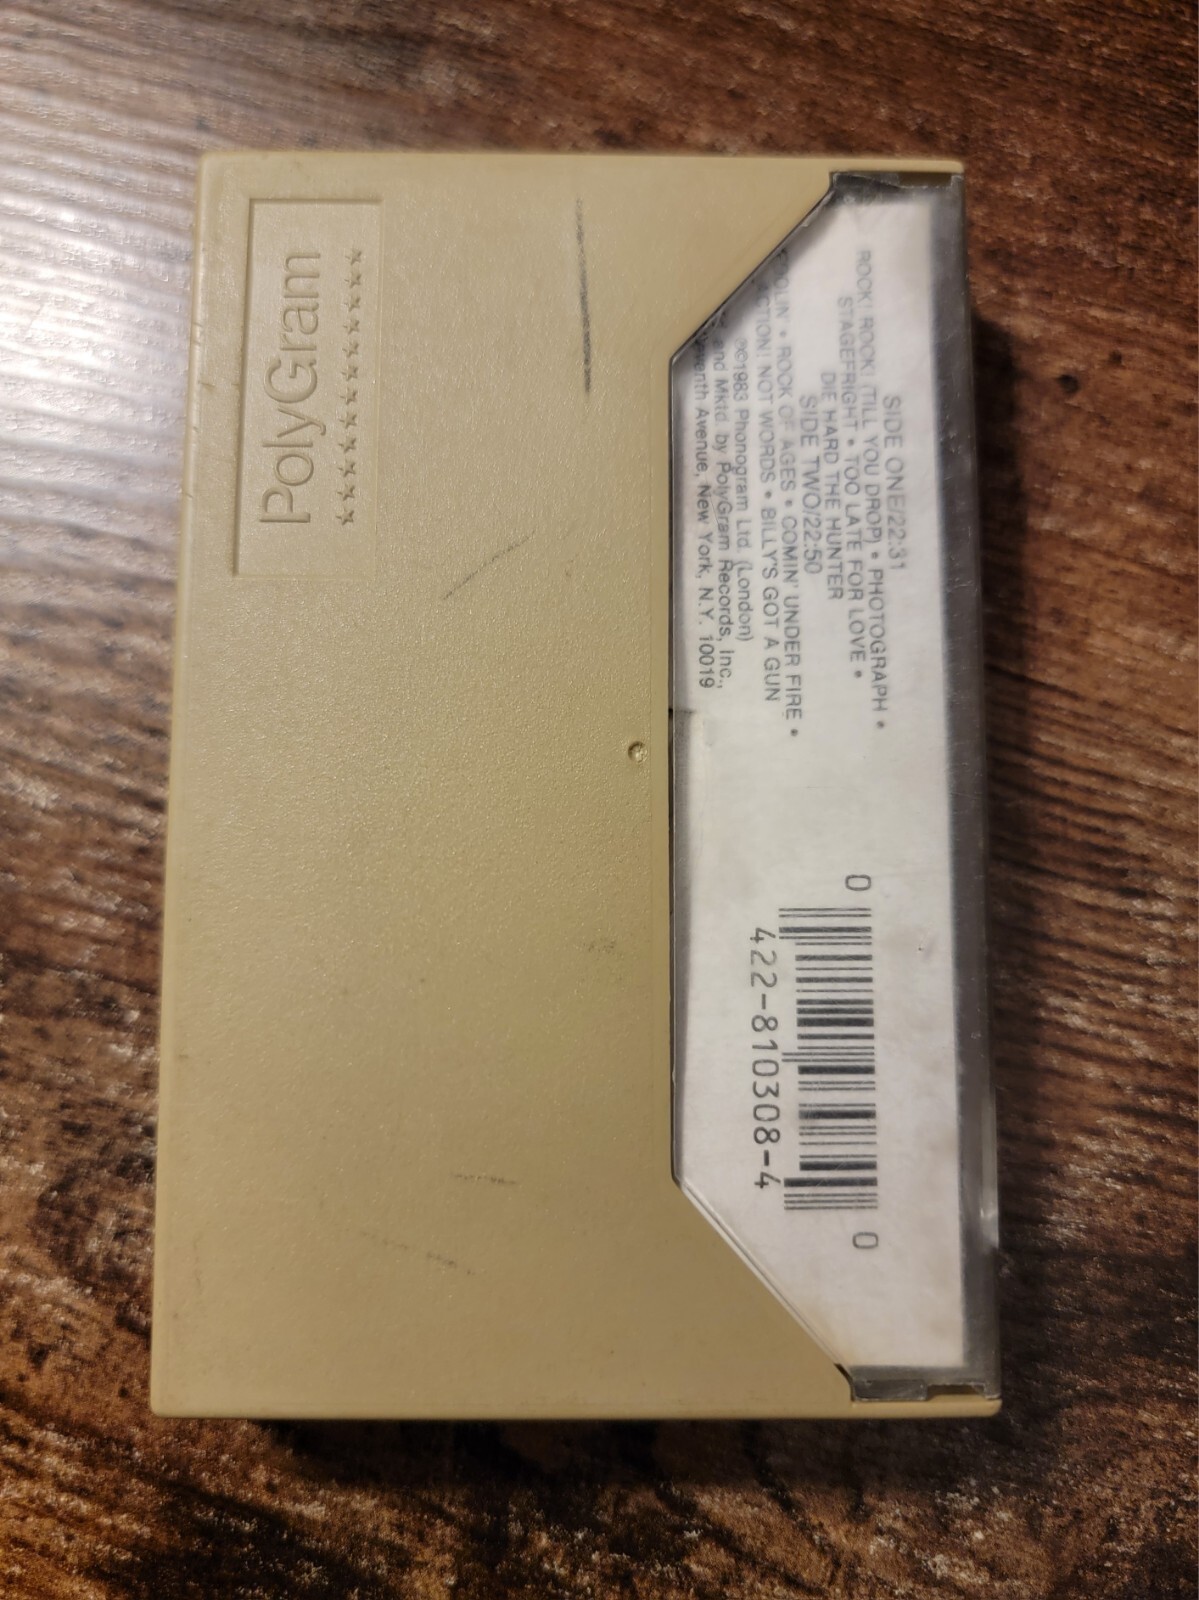 PolyGram
SIDE ONE/22:31
ROCK! ROCK! (TILL YOU DROP) • PHOTOGRAPH •
STAGEFRIGHT • TOO LATE FOR LOVE •
DIE HARD THE HUNTER
SIDE TWO/22:50
• ROCK OF AGES • COMIN' UNDER FIRE •
ACTION! NOT WORDS • BILLY'S GOT A GUN
℗©1983 Phonogram Ltd. (London)
and Mktd. by PolyGram Records, Inc.,
Avenue, New York, N.Y. 10019
0 0
422-810308-4